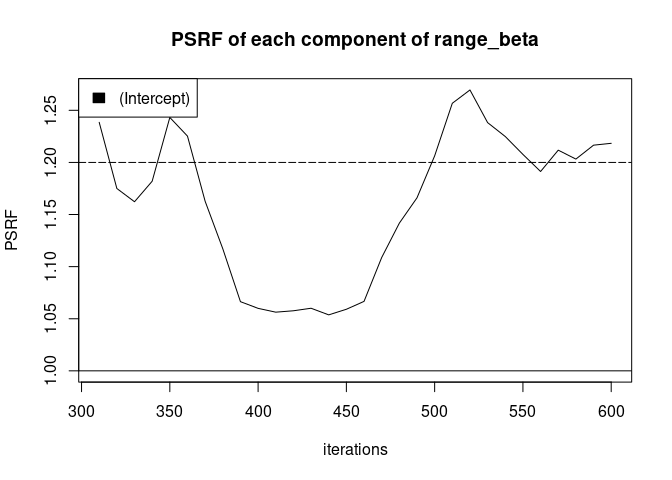 PSRF of each component of range_beta
(Intercept)
PSRF
1.25
1.20
1.15
1.10
1.05
1.00
300 350 400 450 500 550 600
iterations